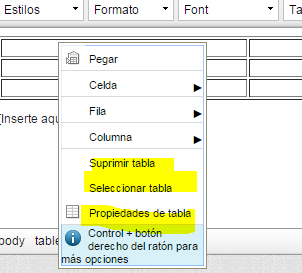 Estilos Formato Font Ta
[Inserte aqu
Pegar
Celda
Fila
Columna
Suprimir tabla
Seleccionar tabla
Propiedades de tabla
Control + botón
derecho del ratón para
más opciones
body table